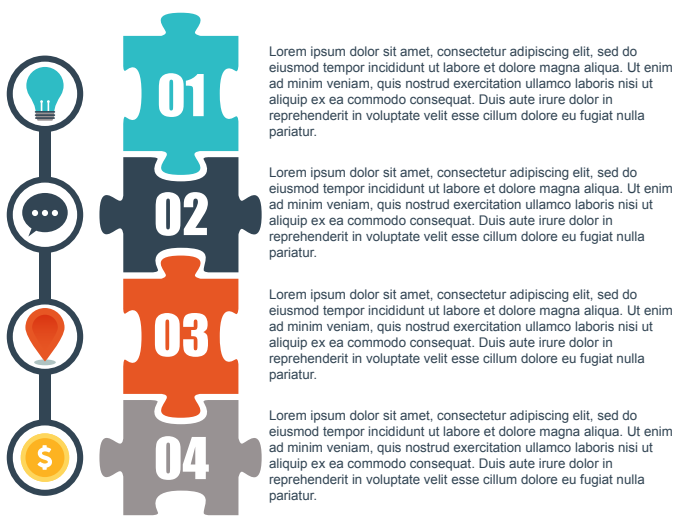 01
Lorem ipsum dolor sit amet, consectetur adipiscing elit, sed do
eiusmod tempor incididunt ut labore et dolore magna aliqua. Ut enim
ad minim veniam, quis nostrud exercitation ullamco laboris nisi ut
aliquip ex ea commodo consequat. Duis aute irure dolor in
reprehenderit in voluptate velit esse cillum dolore eu fugiat nulla
pariatur.
02
Lorem ipsum dolor sit amet, consectetur adipiscing elit, sed do
eiusmod tempor incididunt ut labore et dolore magna aliqua. Ut enim
ad minim veniam, quis nostrud exercitation ullamco laboris nisi ut
aliquip ex ea commodo consequat. Duis aute irure dolor in
reprehenderit in voluptate velit esse cillum dolore eu fugiat nulla
pariatur.
03
Lorem ipsum dolor sit amet, consectetur adipiscing elit, sed do
eiusmod tempor incididunt ut labore et dolore magna aliqua. Ut enim
ad minim veniam, quis nostrud exercitation ullamco laboris nisi ut
aliquip ex ea commodo consequat. Duis aute irure dolor in
reprehenderit in voluptate velit esse cillum dolore eu fugiat nulla
pariatur.
$
04
Lorem ipsum dolor sit amet, consectetur adipiscing elit, sed do
eiusmod tempor incididunt ut labore et dolore magna aliqua. Ut enim
ad minim veniam, quis nostrud exercitation ullamco laboris nisi ut
aliquip ex ea commodo consequat. Duis aute irure dolor in
reprehenderit in voluptate velit esse cillum dolore eu fugiat nulla
pariatur.